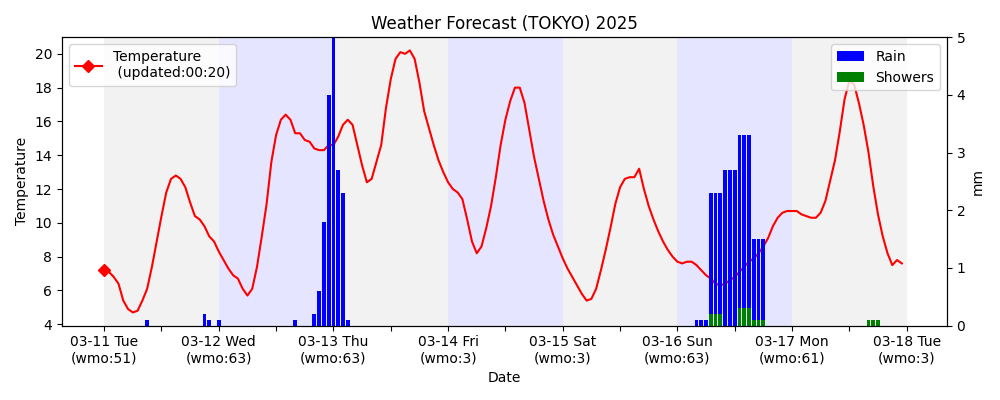 Weather Forecast (TOKYO) 2025
Temperature
(updated:00:20)
Rain
Showers
20
18
16
14
12
10
8
6
4
Temperature
5
4
3
2
1
0
mm
03-11 Tue 03-12 Wed 03-13 Thu 03-14 Fri 03-15 Sat 03-16 Sun 03-17 Mon 03-18 Tue
(wmo:51) (wmo:63) (wmo:63) (wmo:3) (wmo:3) (wmo:63) (wmo:61) (wmo:3)
Date